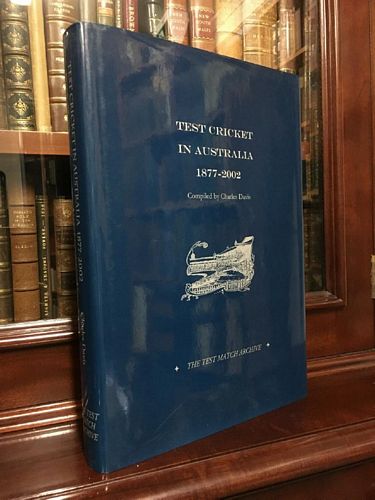 TEST CRICKET
IN AUSTRALIA
1877-2002
Compiled by Charles Davis
THE TEST MATCH ARCHIVE
TEST CRICKET IN AUSTRALIA 1877-2002
Charles Davis
TEST
MATCH
ARCHIVE